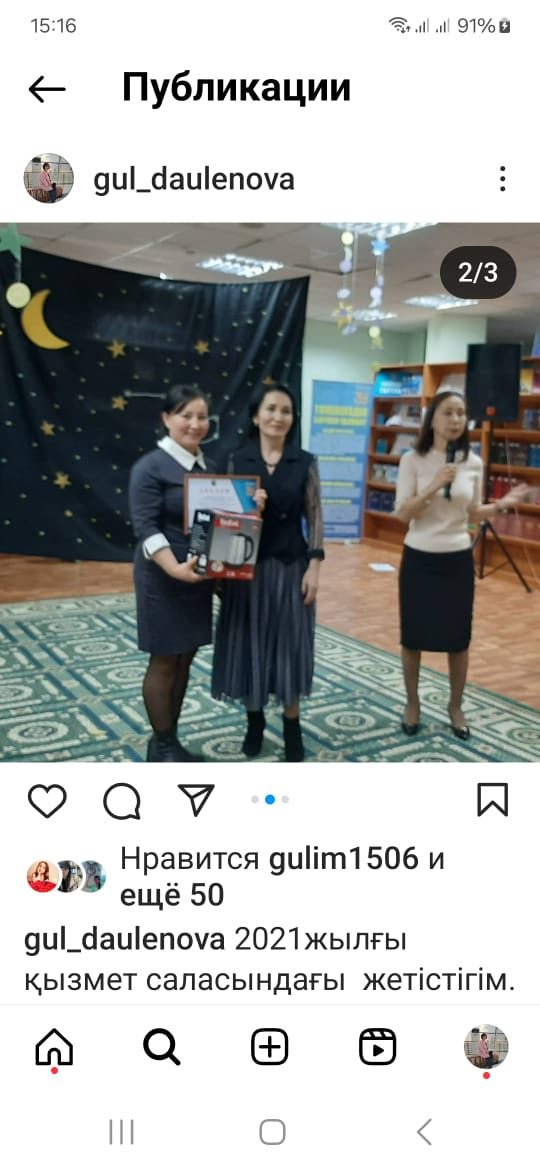 15:16
91%
Публикации
gul_daulenova
2/3
Tefal
Нравится gulim1506 и
ещё 50
gul_daulenova 2021жылғы
қызмет саласындағы жетістігім.